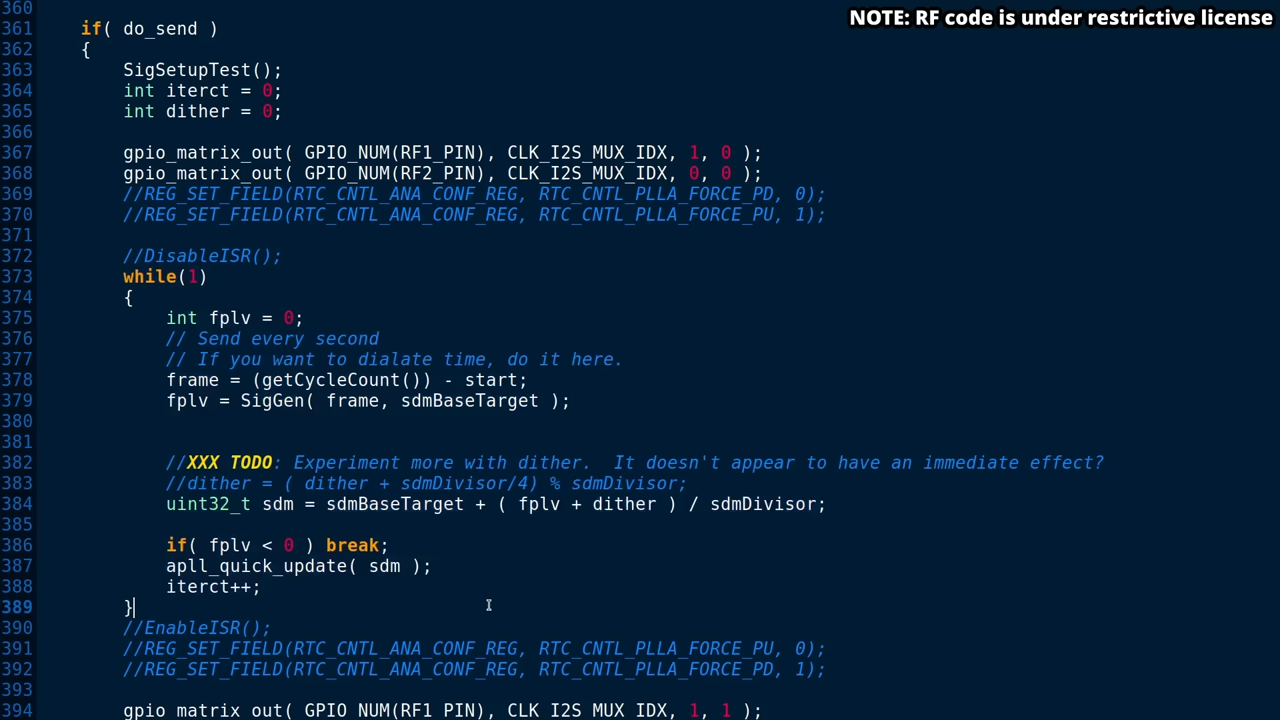 NOTE: RF code is under restrictive license
360
361 if( do_send )
362 {
363 SigSetupTest();
364 int iterct = 0;
365 int dither = 0;
366
367 gpio_matrix_out( GPIO_NUM(RF1_PIN), CLK_I2S_MUX_IDX, 1, 0 );
368 gpio_matrix_out( GPIO_NUM(RF2_PIN), CLK_I2S_MUX_IDX, 0, 0 );
369 //REG_SET_FIELD(RTC_CNTL_ANA_CONF_REG, RTC_CNTL_PLLA_FORCE_PD, 0);
370 //REG_SET_FIELD(RTC_CNTL_ANA_CONF_REG, RTC_CNTL_PLLA_FORCE_PU, 1);
371
372 //DisableISR();
373 while(1)
374 {
375 int fplv = 0;
376 // Send every second
377 // If you want to dialate time, do it here.
378 frame = (getCycleCount()) - start;
379 fplv = SigGen( frame, sdmBaseTarget );
380
381
382 //XXX TODO: Experiment more with dither.  It doesn't appear to have an immediate effect?
383 //dither = ( dither + sdmDivisor/4) % sdmDivisor;
384 uint32_t sdm = sdmBaseTarget + ( fplv + dither ) / sdmDivisor;
385
386 if( fplv < 0 ) break;
387 apll_quick_update( sdm );
388 iterct++;
389 }
390 //EnableISR();
391 //REG_SET_FIELD(RTC_CNTL_ANA_CONF_REG, RTC_CNTL_PLLA_FORCE_PU, 0);
392 //REG_SET_FIELD(RTC_CNTL_ANA_CONF_REG, RTC_CNTL_PLLA_FORCE_PD, 1);
393
394 gpio_matrix_out( GPIO_NUM(RF1_PIN), CLK_I2S_MUX_IDX, 1, 1 );